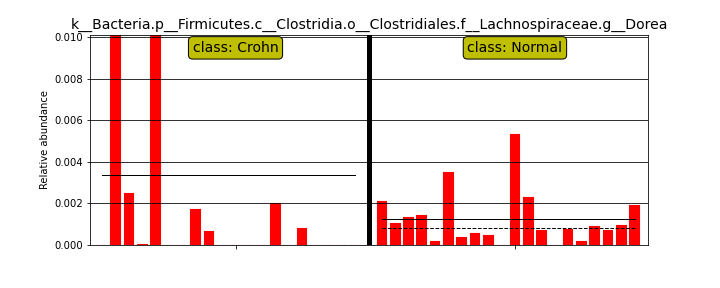 k__Bacteria.p__Firmicutes.c__Clostridia.o__Clostridiales.f__Lachnospiraceae.g__Dorea
class: Crohn
class: Normal
Relative abundance
0.010
0.008
0.006
0.004
0.002
0.000